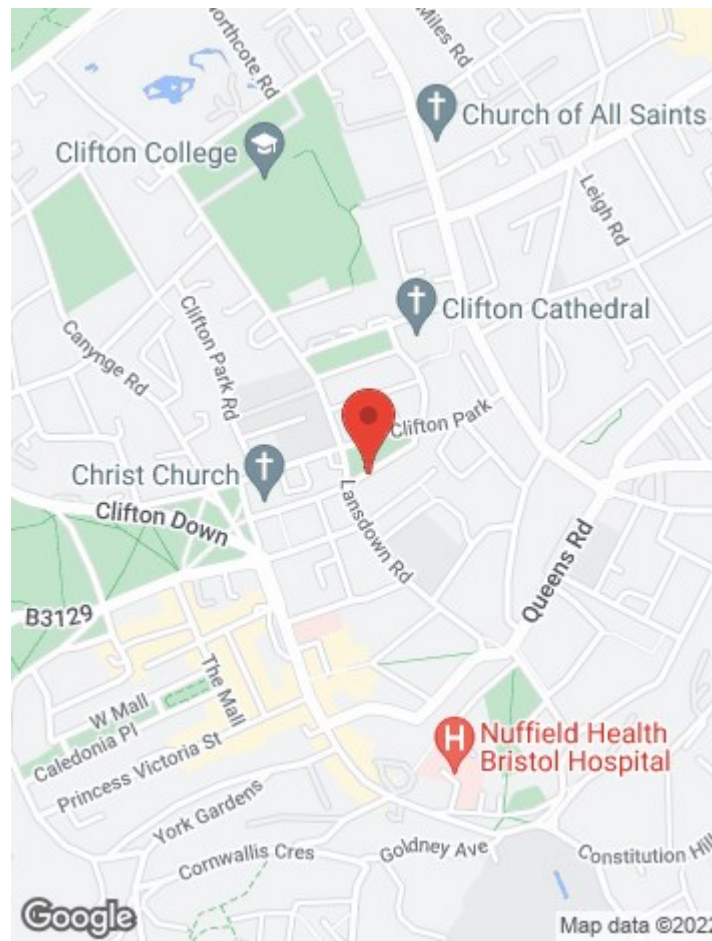 Northcote Rd
Miles Rd
Church of All Saints
Clifton College
Leigh Rd
Clifton Park Rd
Clifton Cathedral
Canynge Rd
Clifton Park
Christ Church
Clifton Down
Lansdown Rd
Queens Rd
B3129
The Mall
W Mall
Caledonia Pl
Princess Victoria St
H
Nuffield Health
Bristol Hospital
York Gardens
Cornwallis Cres
Goldney Ave
Constitution Hill
Google
Map data ©2022